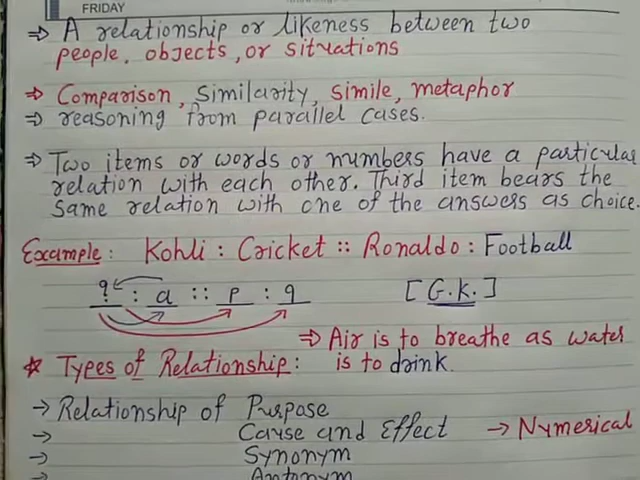 FRIDAY
⇒ A relationship or likeness between two
people, objects, or situations
⇒ Comparison, Similarity, simile, metaphor
⇒ reasoning from parallel cases.
⇒ Two items or words or numbers have a particular
relation with each other. Third item bears the
same relation with one of the answers as choice.
Example: Kohli : Cricket :: Ronaldo : Football
? : a :: p : q [G.K.]
⇒ Air is to breathe as water
is to drink.
* Types of Relationship:
→ Relationship of Purpose
→ Cause and Effect → Numerical
→ Synonym
→ Antonym